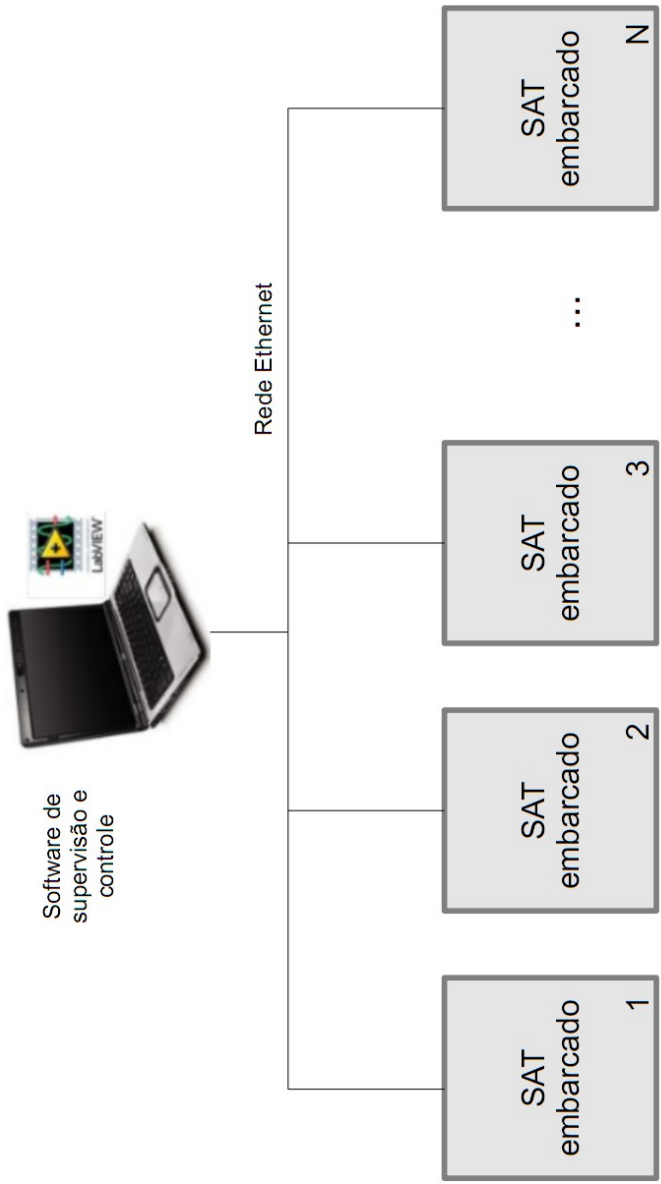 Software de
supervisão e
controle
LabVIEW
Rede Ethernet
SAT
embarcado
1
SAT
embarcado
2
SAT
embarcado
3
...
SAT
embarcado
N